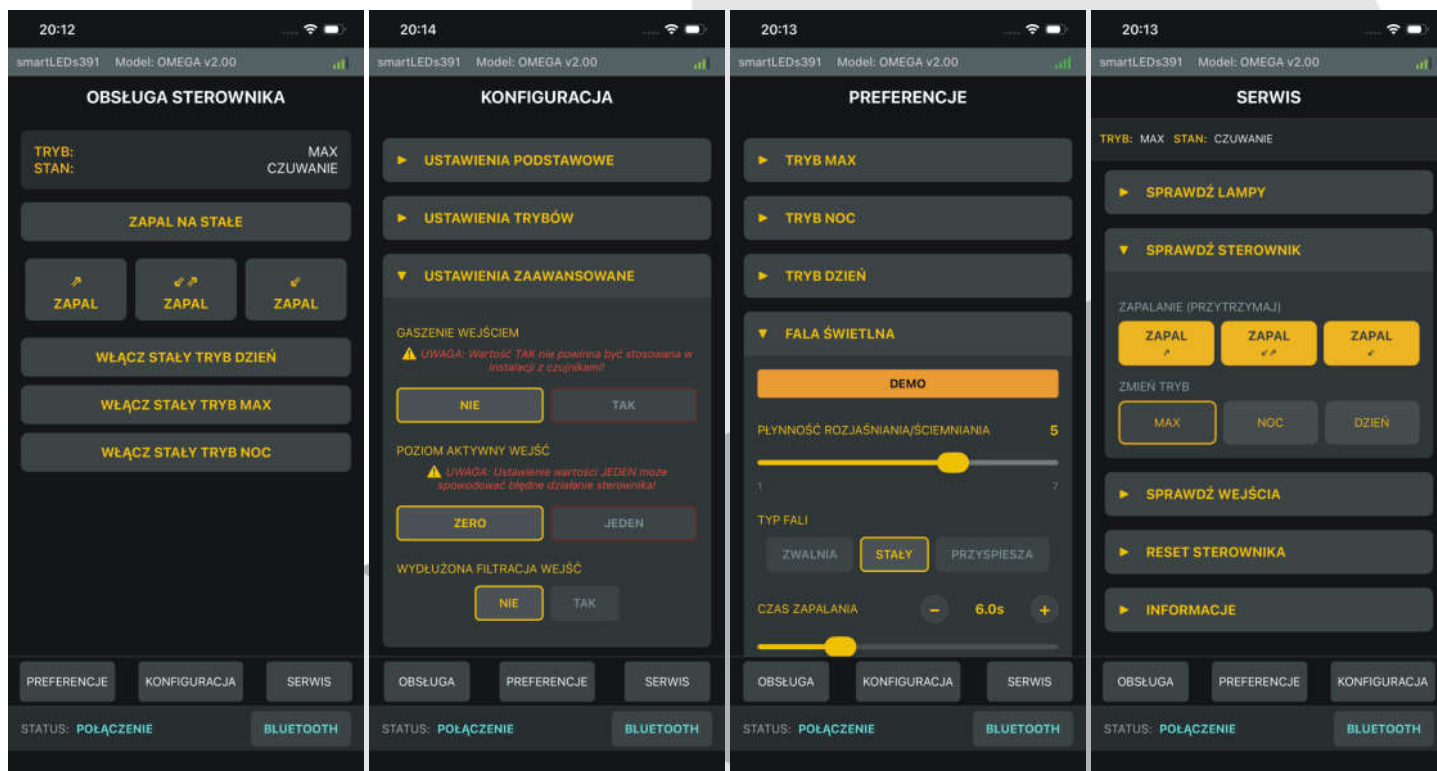 20:12
smartLEDs391 Model: OMEGA v2.00
OBSŁUGA STEROWNIKA
TRYB: MAX
STAN: CZUWANIE
ZAPAL NA STAŁE
⇗ ⇙⇗ ⇙
ZAPAL ZAPAL ZAPAL
WŁĄCZ STAŁY TRYB DZIEŃ
WŁĄCZ STAŁY TRYB MAX
WŁĄCZ STAŁY TRYB NOC
PREFERENCJE KONFIGURACJA SERWIS
STATUS: POŁĄCZENIE BLUETOOTH
20:14
smartLEDs391 Model: OMEGA v2.00
KONFIGURACJA
► USTAWIENIA PODSTAWOWE
► USTAWIENIA TRYBÓW
▼ USTAWIENIA ZAAWANSOWANE
GASZENIE WEJŚCIEM
⚠ UWAGA: Wartość TAK nie powinna być stosowana w
instalacji z czujnikami!
NIE TAK
POZIOM AKTYWNY WEJŚĆ
⚠ UWAGA: Ustawienie wartości JEDEN może
spowodować błędne działanie sterownika!
ZERO JEDEN
WYDŁUŻONA FILTRACJA WEJŚĆ
NIE TAK
OBSŁUGA PREFERENCJE SERWIS
STATUS: POŁĄCZENIE BLUETOOTH
20:13
smartLEDs391 Model: OMEGA v2.00
PREFERENCJE
► TRYB MAX
► TRYB NOC
► TRYB DZIEŃ
▼ FALA ŚWIETLNA
DEMO
PŁYNNOŚĆ ROZJAŚNIANIA/ŚCIEMNIANIA 5
1 7
TYP FALI
ZWALNIA STAŁY PRZYSPIESZA
CZAS ZAPALANIA − 6.0s +
OBSŁUGA KONFIGURACJA SERWIS
STATUS: POŁĄCZENIE BLUETOOTH
20:13
smartLEDs391 Model: OMEGA v2.00
SERWIS
TRYB: MAX STAN: CZUWANIE
► SPRAWDŹ LAMPY
▼ SPRAWDŹ STEROWNIK
ZAPALANIE (PRZYTRZYMAJ)
ZAPAL ZAPAL ZAPAL
⇗ ⇙⇗ ⇙
ZMIEŃ TRYB
MAX NOC DZIEŃ
► SPRAWDŹ WEJŚCIA
► RESET STEROWNIKA
► INFORMACJE
OBSŁUGA PREFERENCJE KONFIGURACJA
STATUS: POŁĄCZENIE BLUETOOTH